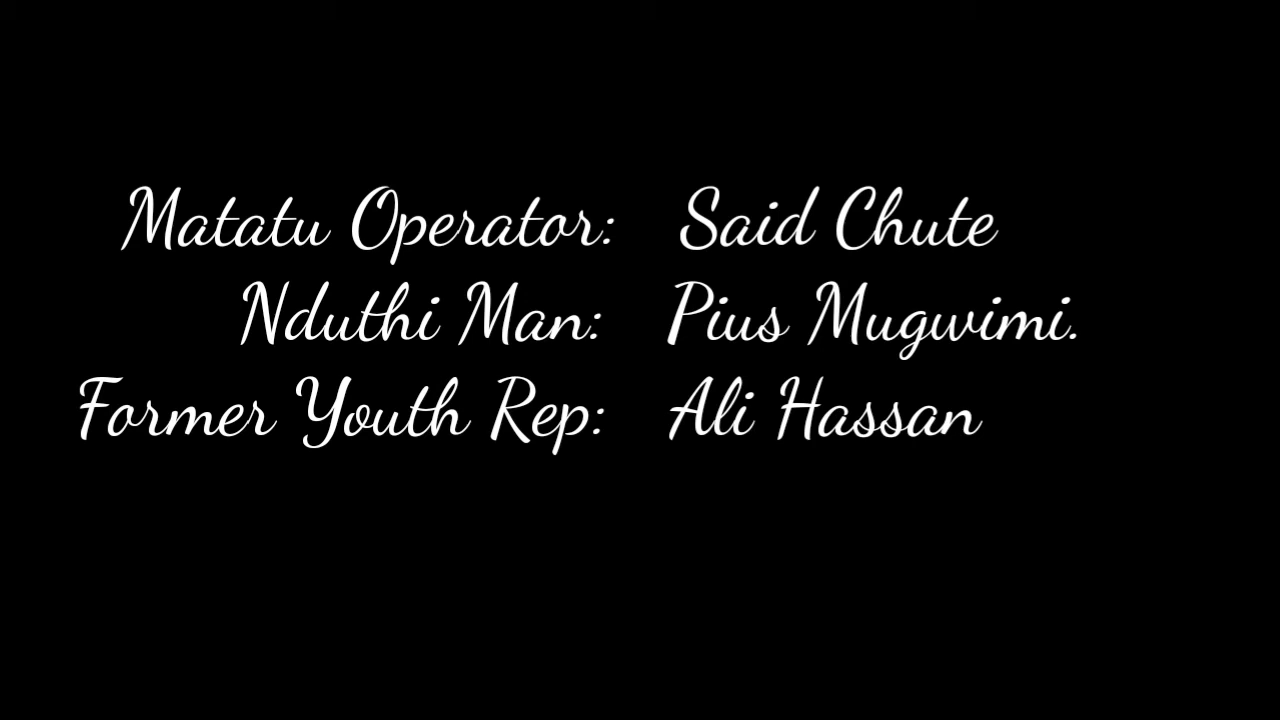 Matatu Operator: Said Chute
Nduthi Man: Pius Mugwimi.
Former Youth Rep: Ali Hassan